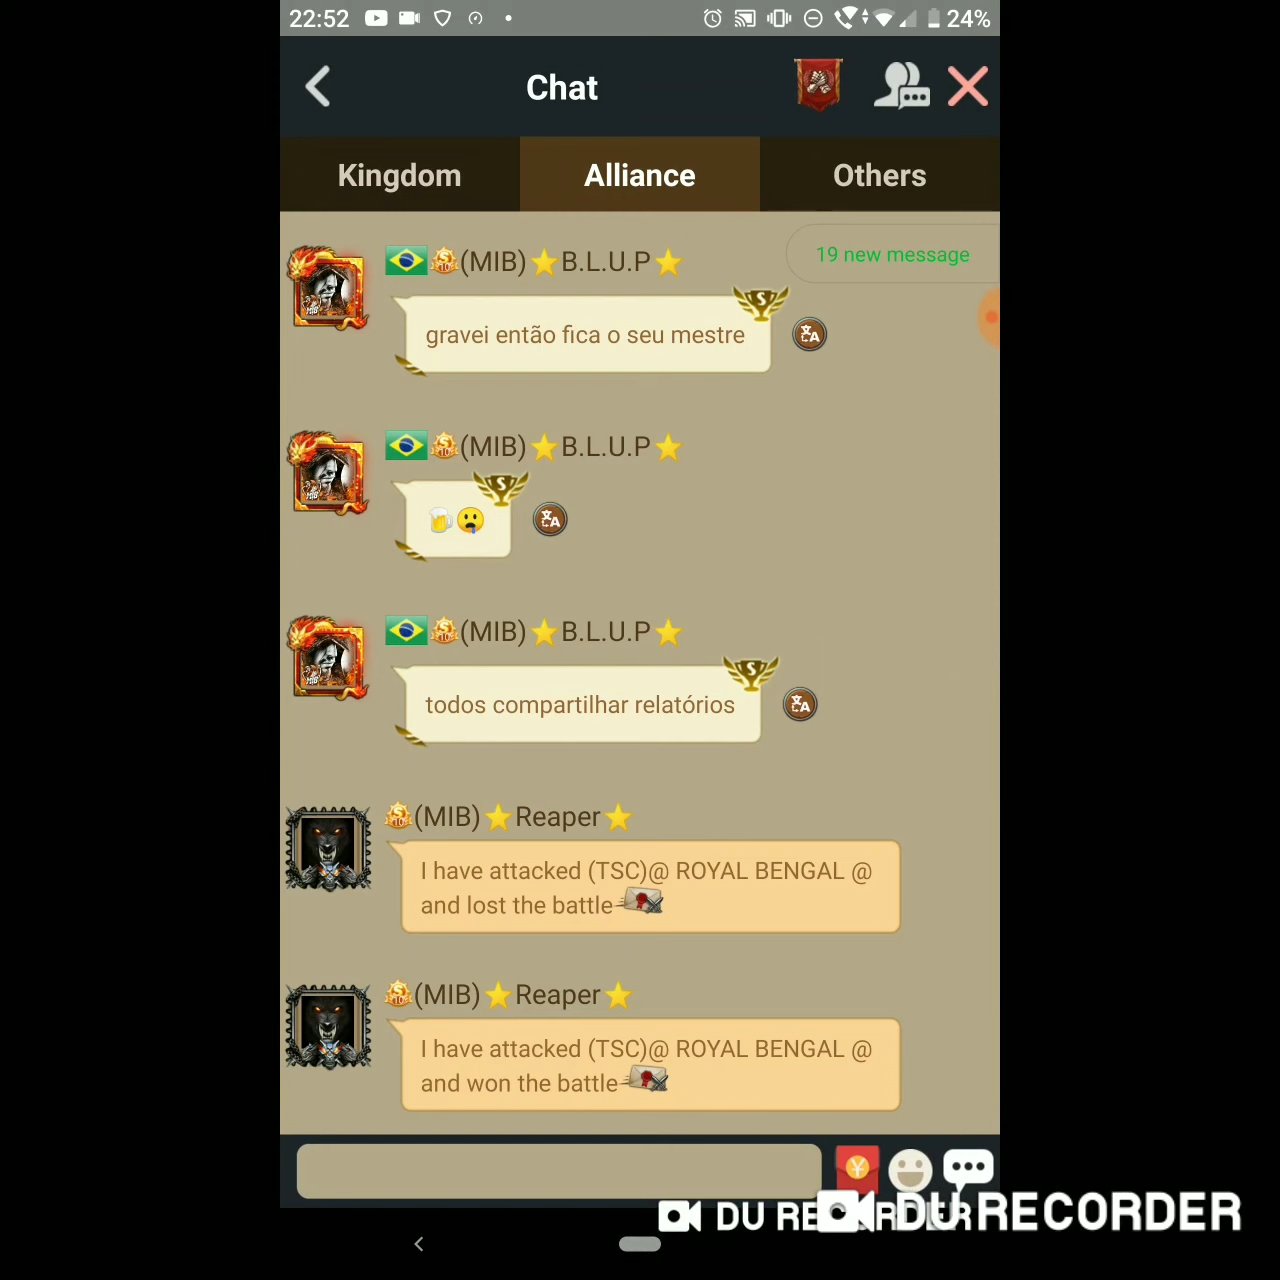 22:52
24%
Chat
Kingdom
Alliance
Others
19 new message
(MIB)⭐B.L.U.P⭐
gravei então fica o seu mestre
(MIB)⭐B.L.U.P⭐
🍺🤤
(MIB)⭐B.L.U.P⭐
todos compartilhar relatórios
(MIB)⭐Reaper⭐
I have attacked (TSC)@ ROYAL BENGAL @
and lost the battle
(MIB)⭐Reaper⭐
I have attacked (TSC)@ ROYAL BENGAL @
and won the battle
DU RECORDER
DU RECORDER